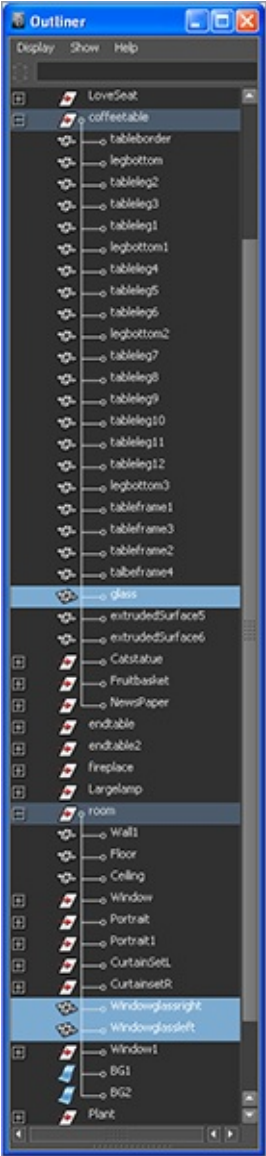 Outliner
Display Show Help
LoveSeat
coffeetable
tableborder
legbottom
tableleg2
tableleg3
tableleg1
legbottom1
tableleg4
tableleg5
tableleg6
legbottom2
tableleg7
tableleg8
tableleg9
tableleg10
tableleg11
tableleg12
legbottom3
tableframe1
tableframe3
tableframe2
talbeframe4
glass
extrudedSurface5
extrudedSurface6
Catstatue
Fruitbasket
NewsPaper
endtable
endtable2
fireplace
Largelamp
room
Wall1
Floor
Ceiling
Window
Portrait
Portrait1
CurtainSetL
CurtainsetR
Windowglassright
Windowglassleft
Window1
BG1
BG2
Plant